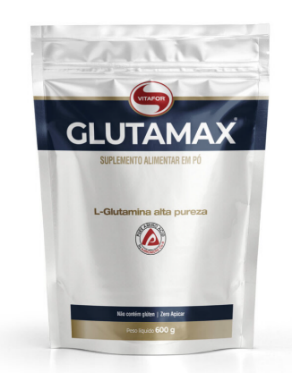 VITAFOR
GLUTAMAX®
SUPLEMENTO ALIMENTAR EM PÓ
L-Glutamina alta pureza
Não contém glúten | Zero Açúcar
Peso líquido 600 g